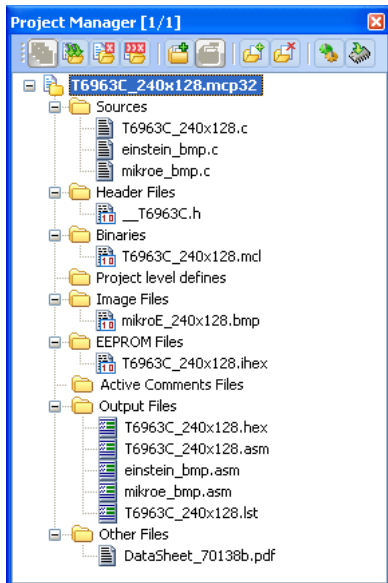 Project Manager [1/1]
T6963C_240x128.mcp32
Sources
T6963C_240x128.c
einstein_bmp.c
mikroe_bmp.c
Header Files
__T6963C.h
Binaries
T6963C_240x128.mcl
Project level defines
Image Files
mikroE_240x128.bmp
EEPROM Files
T6963C_240x128.ihex
Active Comments Files
Output Files
T6963C_240x128.hex
T6963C_240x128.asm
einstein_bmp.asm
mikroe_bmp.asm
T6963C_240x128.lst
Other Files
DataSheet_70138b.pdf